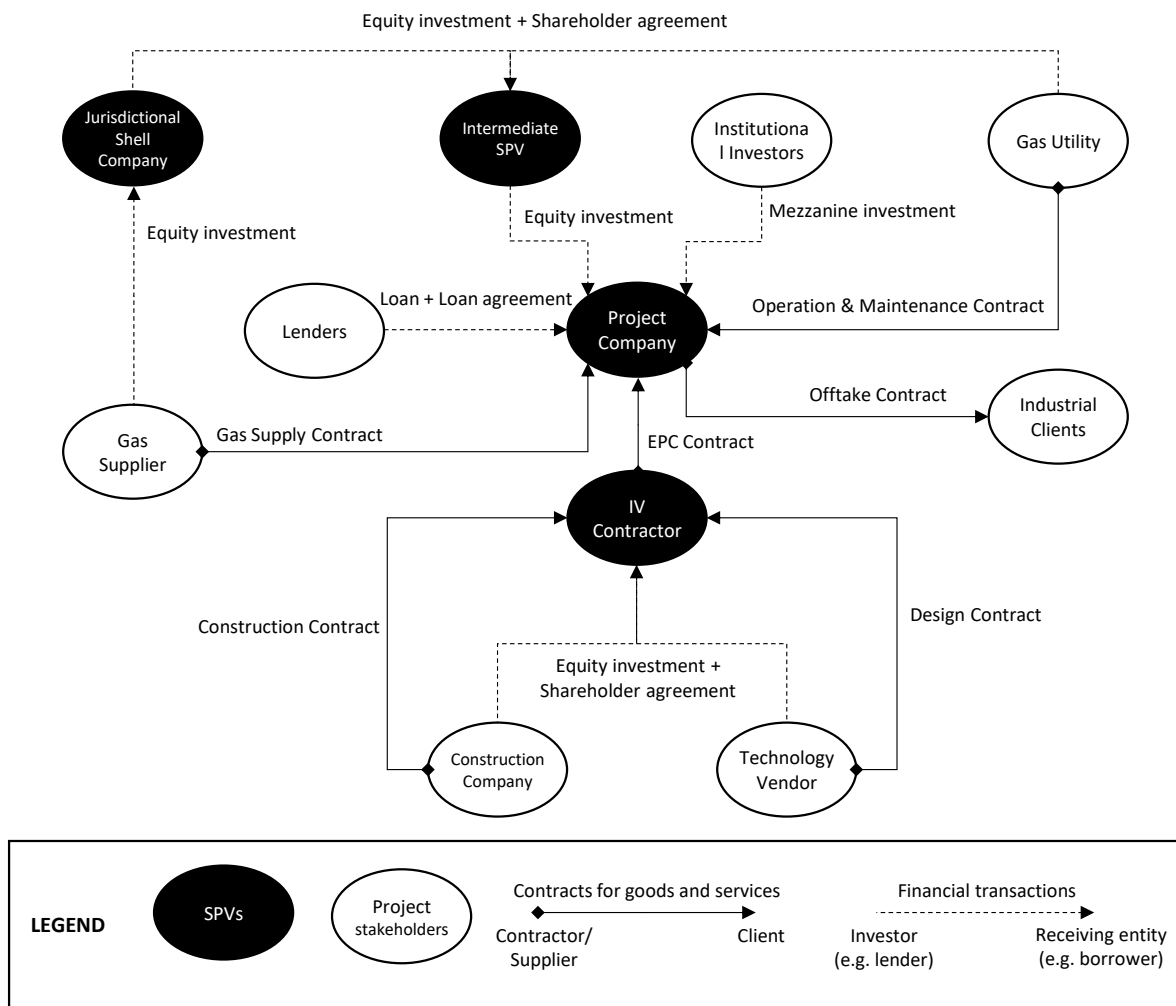 Equity investment + Shareholder agreement
Jurisdictional
Shell
Company
Intermediate
SPV
Institutiona
l Investors
Gas Utility
Equity investment
Equity investment
Mezzanine investment
Loan + Loan agreement
Lenders
Project
Company
Operation & Maintenance Contract
Offtake Contract
Industrial
Clients
Gas
Supplier
Gas Supply Contract
EPC Contract
IV
Contractor
Construction Contract
Design Contract
Equity investment +
Shareholder agreement
Construction
Company
Technology
Vendor
LEGEND
SPVs
Project
stakeholders
Contracts for goods and services
Contractor/
Supplier
Client
Financial transactions
Investor
(e.g. lender)
Receiving entity
(e.g. borrower)